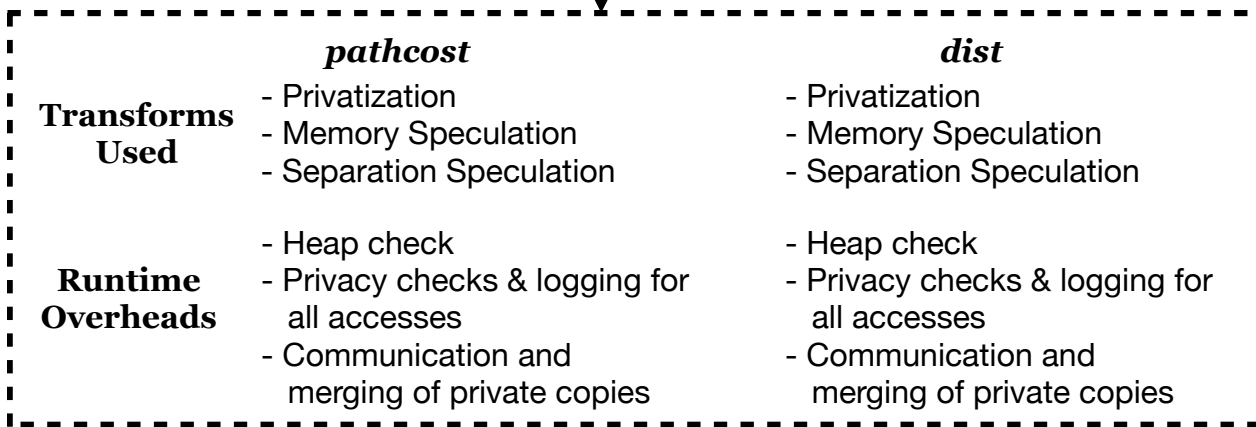 pathcost
dist
Transforms
Used
- Privatization
- Memory Speculation
- Separation Speculation
- Privatization
- Memory Speculation
- Separation Speculation
Runtime
Overheads
- Heap check
- Privacy checks & logging for
all accesses
- Communication and
merging of private copies
- Heap check
- Privacy checks & logging for
all accesses
- Communication and
merging of private copies